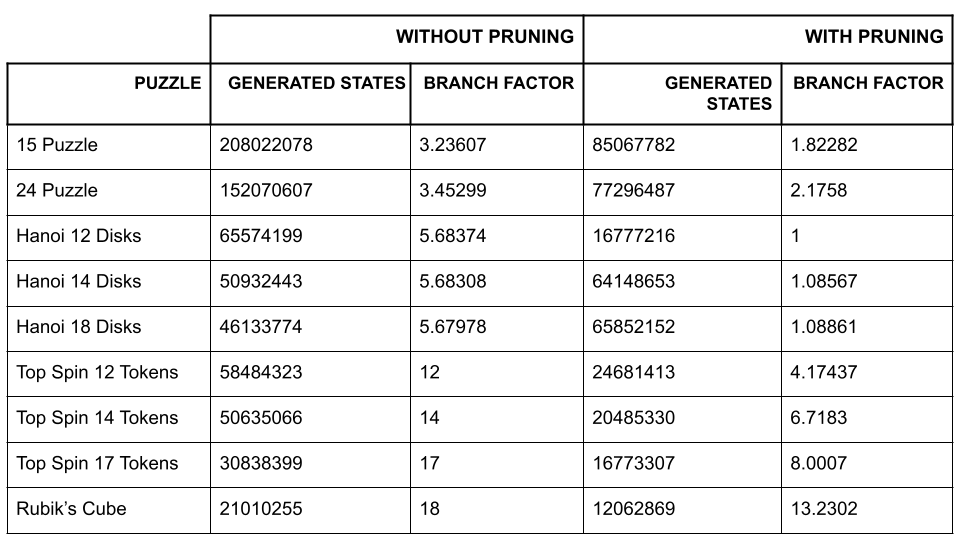 WITHOUT PRUNING WITH PRUNING
PUZZLE GENERATED STATES BRANCH FACTOR GENERATED STATES BRANCH FACTOR
15 Puzzle 208022078 3.23607 85067782 1.82282
24 Puzzle 152070607 3.45299 77296487 2.1758
Hanoi 12 Disks 65574199 5.68374 16777216 1
Hanoi 14 Disks 50932443 5.68308 64148653 1.08567
Hanoi 18 Disks 46133774 5.67978 65852152 1.08861
Top Spin 12 Tokens 58484323 12 24681413 4.17437
Top Spin 14 Tokens 50635066 14 20485330 6.7183
Top Spin 17 Tokens 30838399 17 16773307 8.0007
Rubik’s Cube 21010255 18 12062869 13.2302